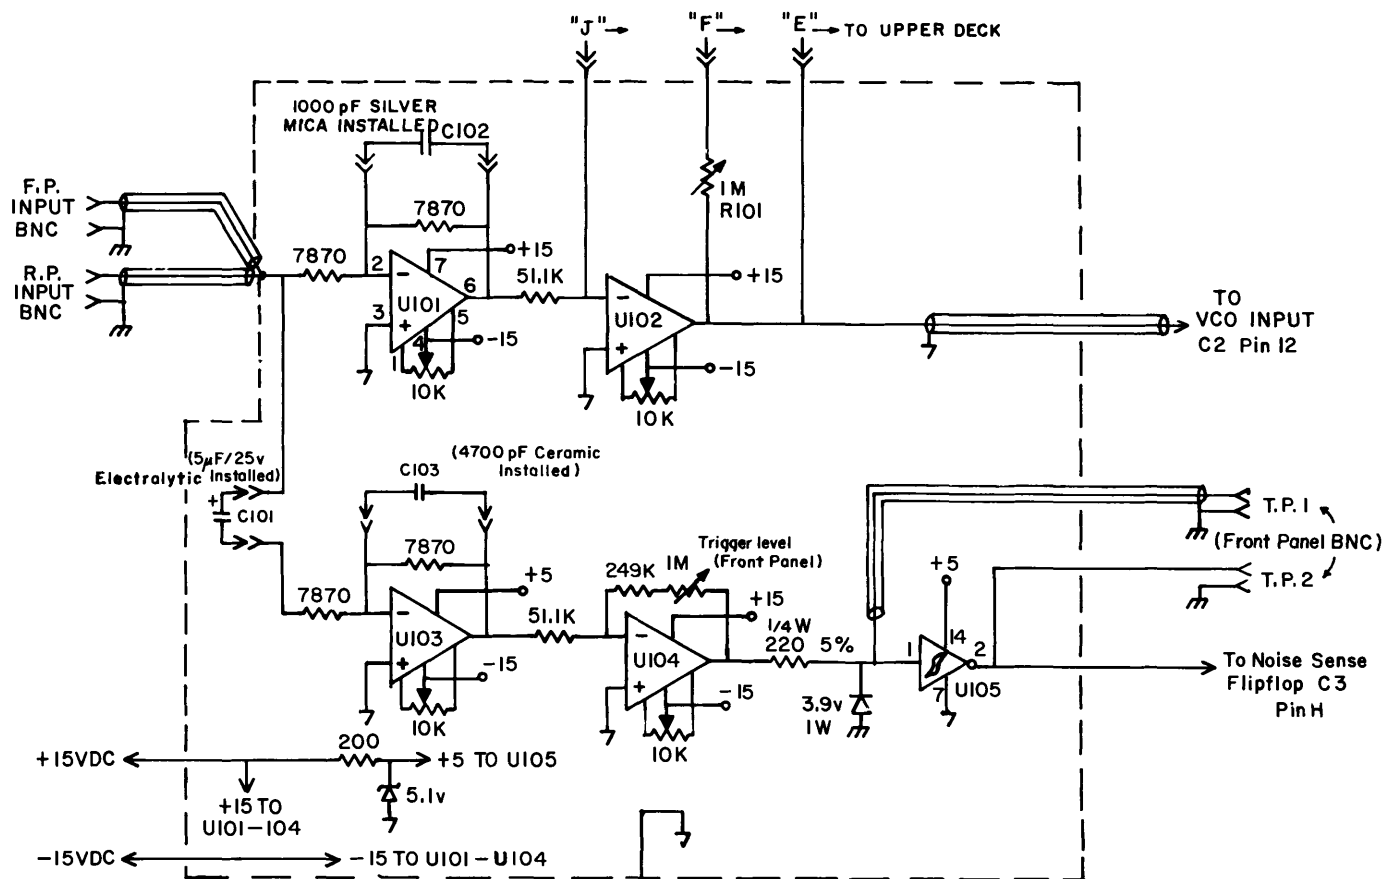 "J"→ "F"→ "E"→ TO UPPER DECK
1000 pF SILVER
MICA INSTALLED
C102
F.P.
INPUT
BNC
R.P.
INPUT
BNC
1M
R101
7870
7870
2
3
7
+15
6
5
U101
4
1
-15
10K
51.1K
+15
U102
-15
10K
TO
VCO INPUT
C2 Pin 12
(5μF/25v
Electralytic Installed)
+
C101
C103
(4700 pF Ceramic
Installed)
7870
7870
+5
U103
-15
10K
51.1K
249K
1M
Trigger level
(Front Panel)
+15
U104
-15
10K
1/4 W
220 5%
3.9v
1W
+5
1
14
2
7
U105
T.P.1
(Front Panel BNC)
T.P.2
To Noise Sense
Flipflop C3
Pin H
+15VDC
200
+5 TO U105
5.1v
+15 TO
U101-104
-15VDC
-15 TO U101-U104